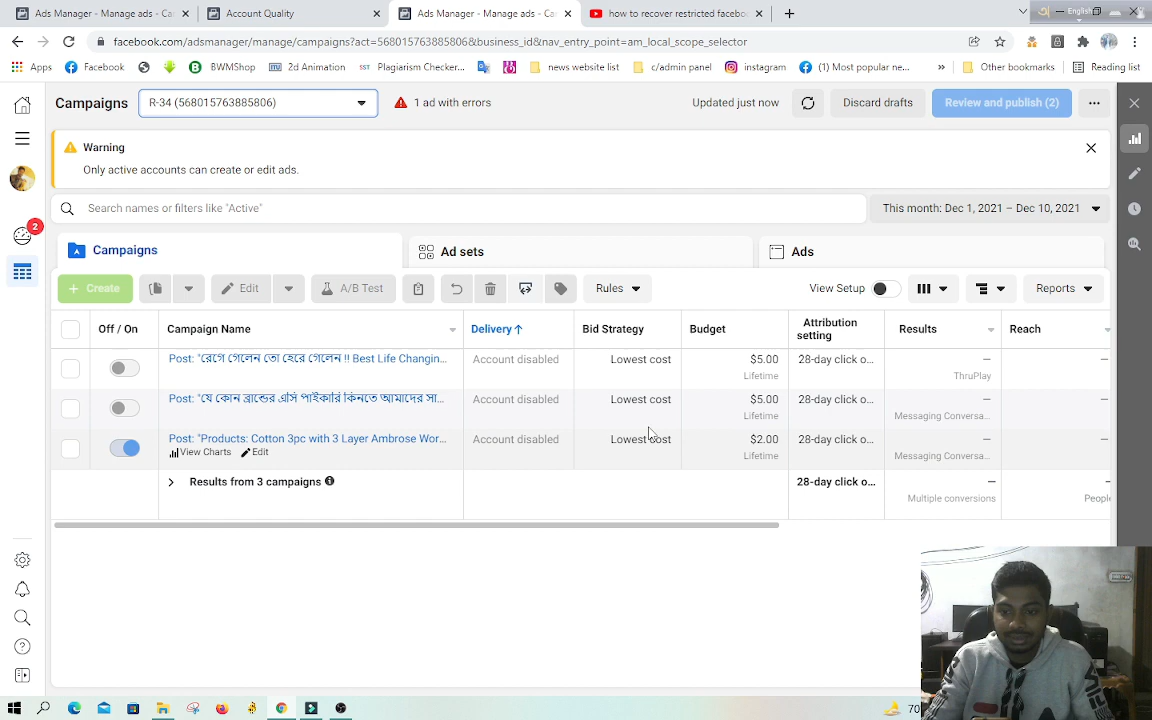 Ads Manager - Manage ads - Ca
Account Quality
Ads Manager - Manage ads - Ca
how to recover restricted facebo
English
facebook.com/adsmanager/manage/campaigns?act=568015763885806&business_id&nav_entry_point=am_local_scope_selector
Apps
Facebook
BWMShop
2d Animation
Plagiarism Checker...
news website list
c/admin panel
instagram
(1) Most popular ne...
»
Other bookmarks
Reading list
Campaigns
R-34 (568015763885806)
1 ad with errors
Updated just now
Discard drafts
Review and publish (2)
Warning
Only active accounts can create or edit ads.
2
Search names or filters like "Active"
This month: Dec 1, 2021 – Dec 10, 2021
Campaigns
Ad sets
Ads
+ Create
Edit
A/B Test
Rules
View Setup
Reports
Off / On
Campaign Name
Delivery ↑
Bid Strategy
Budget
Attribution
setting
Results
Reach
Post: "রেগে গেলেন তো হেরে গেলেন !! Best Life Changin...
Account disabled
Lowest cost
$5.00
Lifetime
28-day click o...
—
ThruPlay
—
Post: "যে কোন ব্রান্ডের এসি পাইকারি কিনতে আমাদের সা...
Account disabled
Lowest cost
$5.00
Lifetime
28-day click o...
—
Messaging Conversa...
—
Post: "Products: Cotton 3pc with 3 Layer Ambrose Wor...
View Charts
Edit
Account disabled
Lowest cost
$2.00
Lifetime
28-day click o...
—
Messaging Conversa...
—
Results from 3 campaigns
28-day click o...
—
Multiple conversions
—
People
70